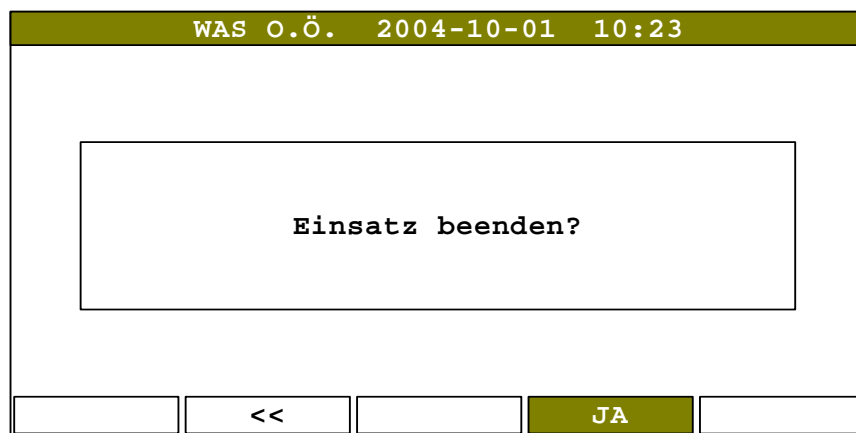 WAS O.Ö. 2004-10-01 10:23
Einsatz beenden?
<< JA